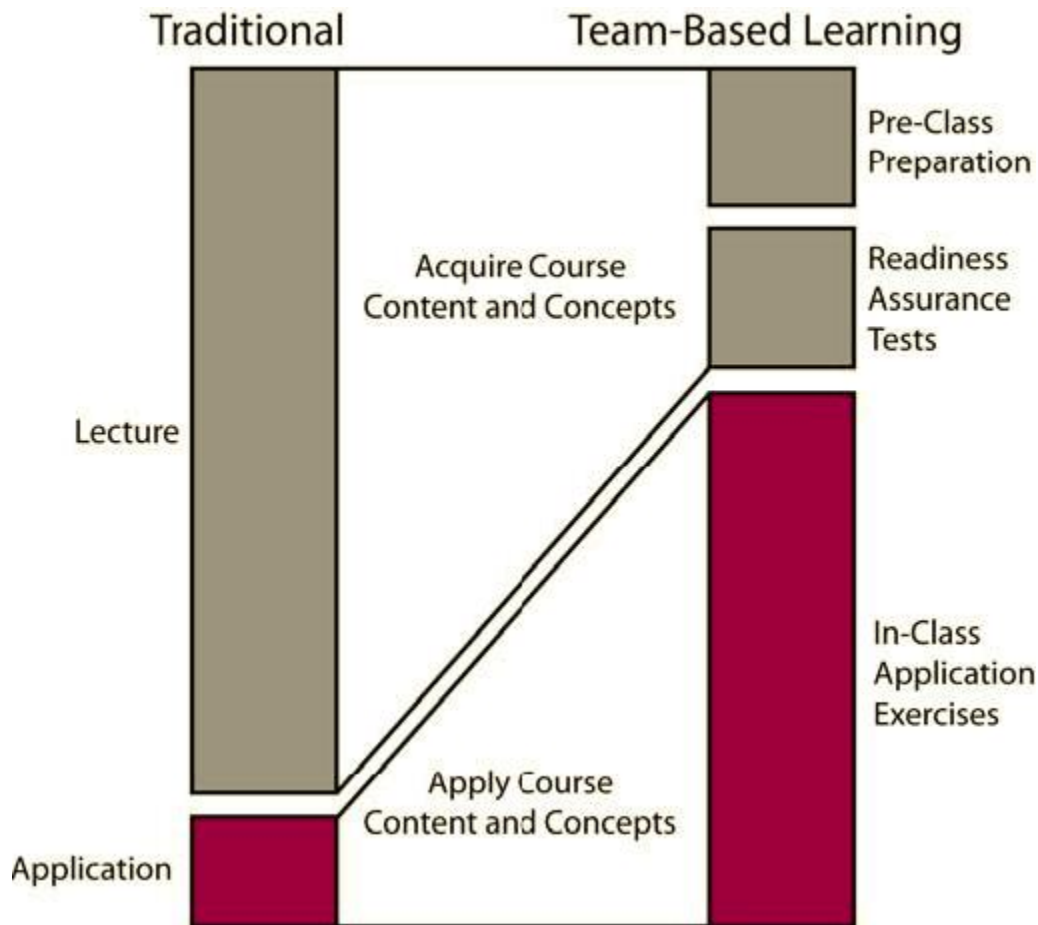 Traditional
Team-Based Learning
Pre-Class
Preparation
Acquire Course
Content and Concepts
Readiness
Assurance
Tests
Lecture
In-Class
Application
Exercises
Apply Course
Content and Concepts
Application